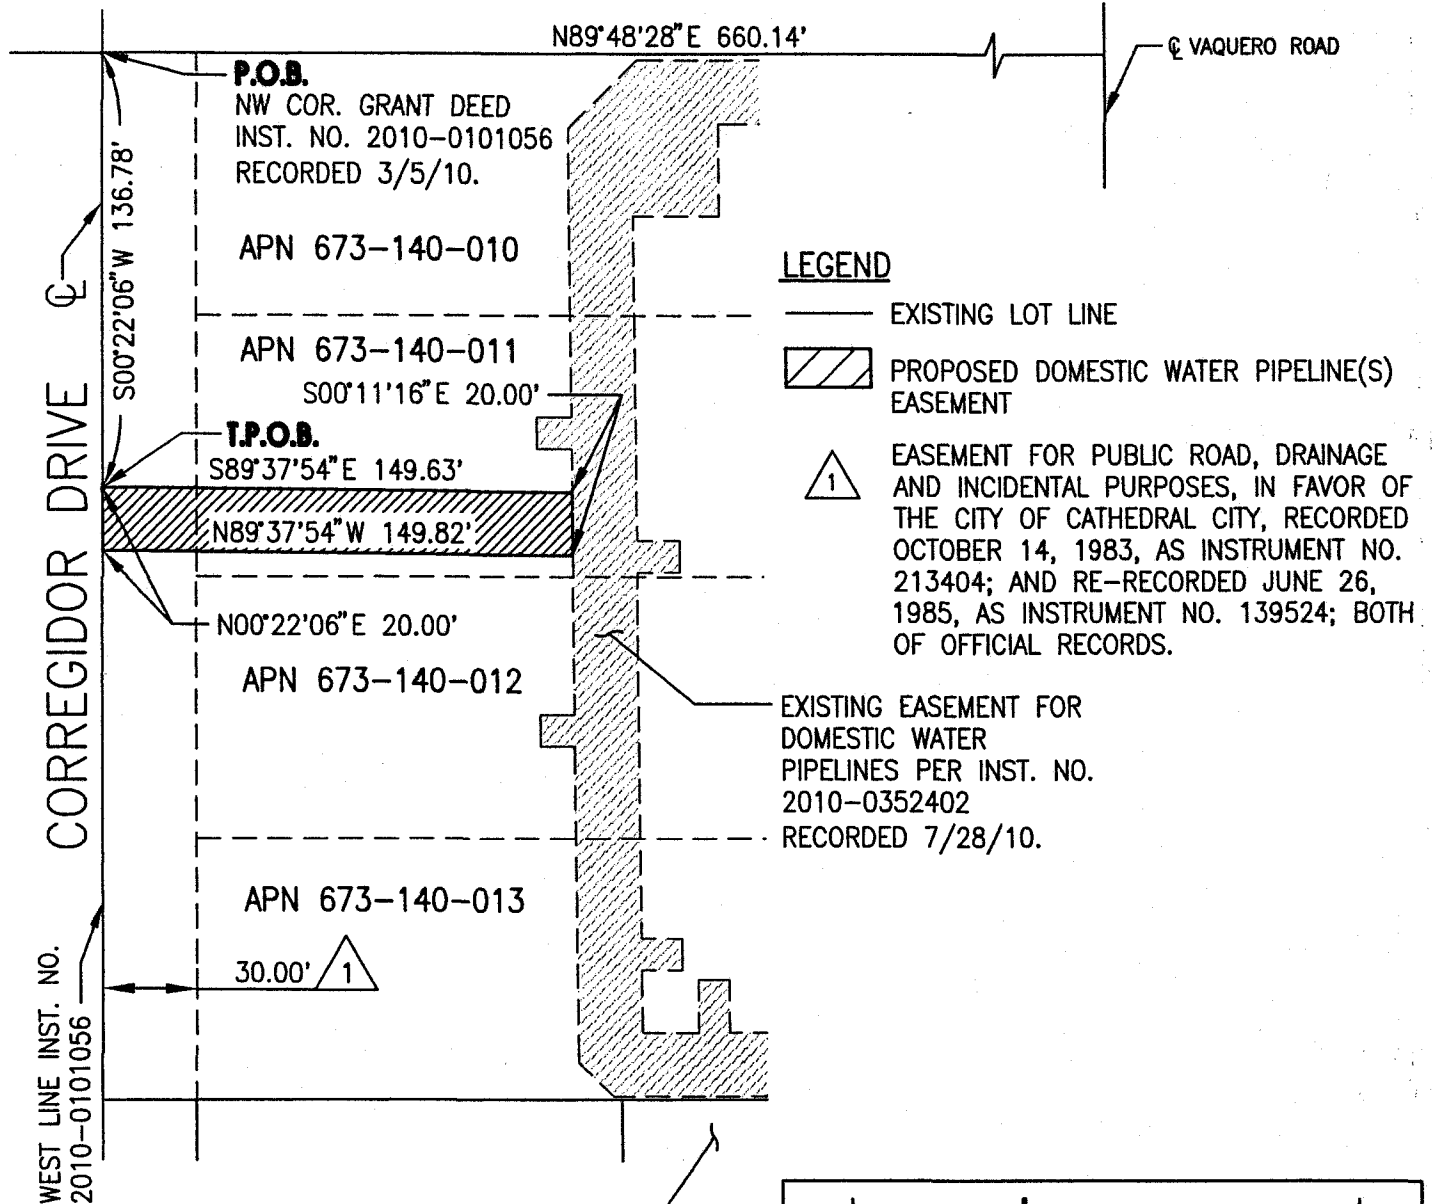 N89°48'28"E 660.14'
℄ VAQUERO ROAD
P.O.B.
NW COR. GRANT DEED
INST. NO. 2010-0101056
RECORDED 3/5/10.
S00°22'06"W 136.78'
℄
CORREGIDOR DRIVE
APN 673-140-010
APN 673-140-011
S00°11'16"E 20.00'
T.P.O.B.
S89°37'54"E 149.63'
N89°37'54"W 149.82'
N00°22'06"E 20.00'
APN 673-140-012
APN 673-140-013
30.00' 1
WEST LINE INST. NO.
2010-0101056
LEGEND
EXISTING LOT LINE
PROPOSED DOMESTIC WATER PIPELINE(S)
EASEMENT
1
EASEMENT FOR PUBLIC ROAD, DRAINAGE
AND INCIDENTAL PURPOSES, IN FAVOR OF
THE CITY OF CATHEDRAL CITY, RECORDED
OCTOBER 14, 1983, AS INSTRUMENT NO.
213404; AND RE-RECORDED JUNE 26,
1985, AS INSTRUMENT NO. 139524; BOTH
OF OFFICIAL RECORDS.
EXISTING EASEMENT FOR
DOMESTIC WATER
PIPELINES PER INST. NO.
2010-0352402
RECORDED 7/28/10.